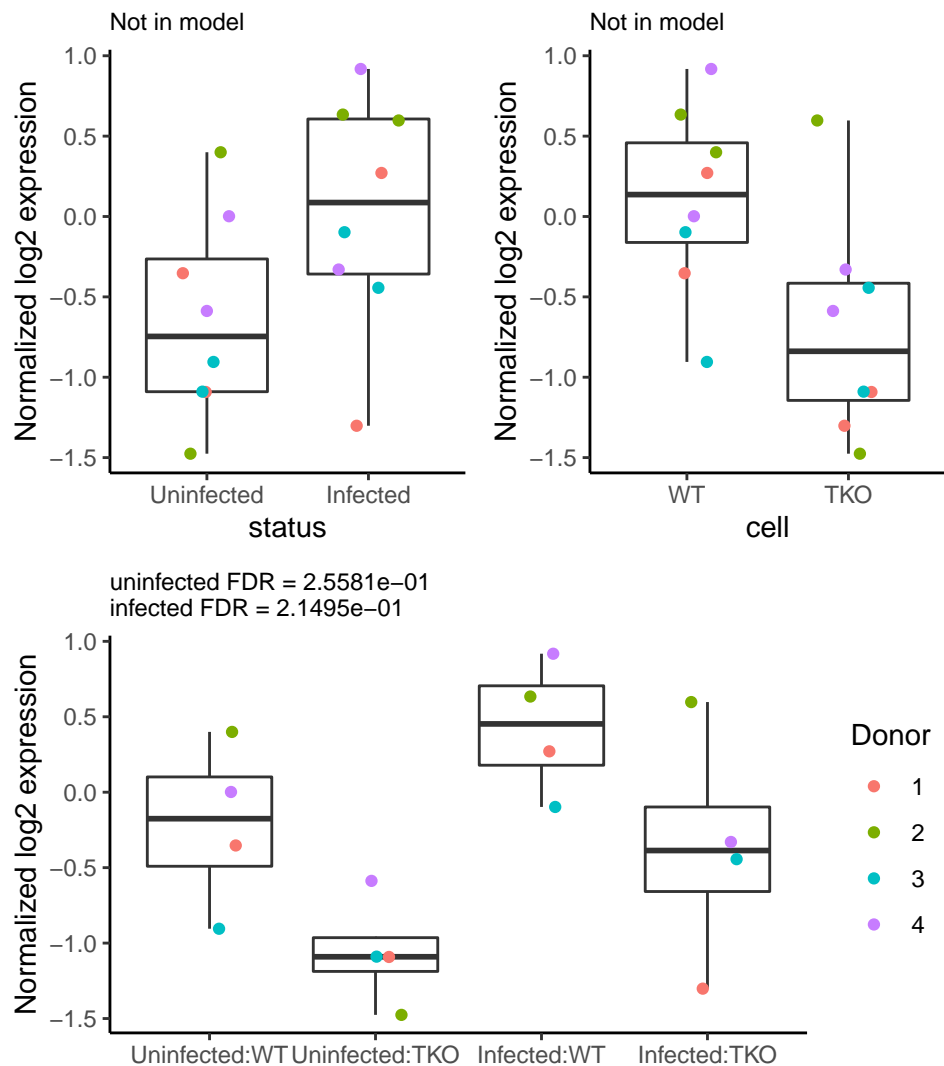 Not in model
Normalized log2 expression
1.0
0.5
0.0
−0.5
−1.0
−1.5
Uninfected
Infected
status
Not in model
Normalized log2 expression
1.0
0.5
0.0
−0.5
−1.0
−1.5
WT
TKO
cell
uninfected FDR = 2.5581e−01
infected FDR = 2.1495e−01
Normalized log2 expression
1.0
0.5
0.0
−0.5
−1.0
−1.5
Uninfected:WT
Uninfected:TKO
Infected:WT
Infected:TKO
Donor
1
2
3
4